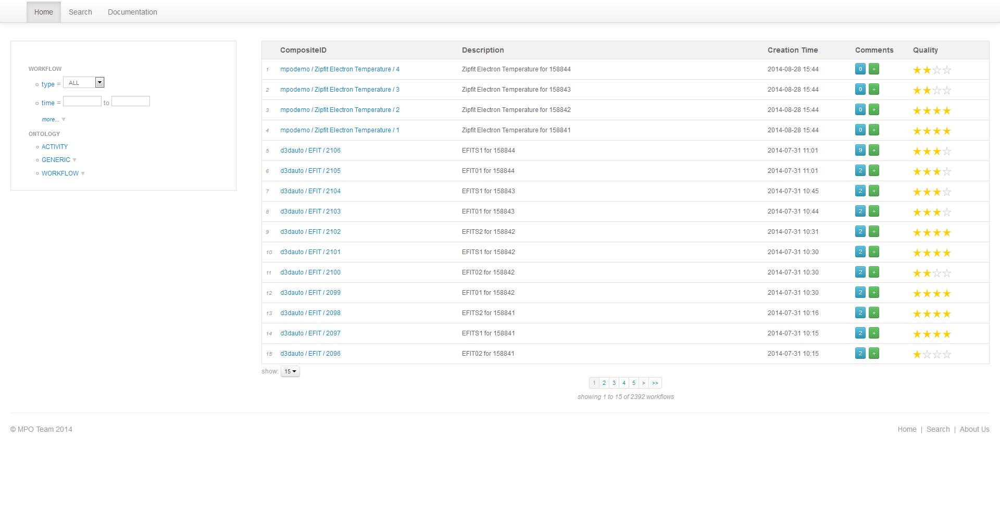 Home Search Documentation
WORKFLOW
type = ALL
time = to
more...
ONTOLOGY
ACTIVITY
GENERIC
WORKFLOW
CompositeID Description Creation Time Comments Quality
1 mpodemo / Zipfit Electron Temperature / 4 Zipfit Electron Temperature for 158844 2014-08-28 15:44 0 +
2 mpodemo / Zipfit Electron Temperature / 3 Zipfit Electron Temperature for 158843 2014-08-28 15:44 0 +
3 mpodemo / Zipfit Electron Temperature / 2 Zipfit Electron Temperature for 158842 2014-08-28 15:44 0 +
4 mpodemo / Zipfit Electron Temperature / 1 Zipfit Electron Temperature for 158841 2014-08-28 15:44 0 +
5 d3dauto / EFIT / 2106 EFITS1 for 158844 2014-07-31 11:01 9 +
6 d3dauto / EFIT / 2105 EFIT01 for 158844 2014-07-31 11:01 2 +
7 d3dauto / EFIT / 2104 EFITS1 for 158843 2014-07-31 10:45 2 +
8 d3dauto / EFIT / 2103 EFIT01 for 158843 2014-07-31 10:44 2 +
9 d3dauto / EFIT / 2102 EFITS2 for 158842 2014-07-31 10:31 2 +
10 d3dauto / EFIT / 2101 EFITS1 for 158842 2014-07-31 10:30 2 +
11 d3dauto / EFIT / 2100 EFIT02 for 158842 2014-07-31 10:30 2 +
12 d3dauto / EFIT / 2099 EFIT01 for 158842 2014-07-31 10:30 2 +
13 d3dauto / EFIT / 2098 EFITS2 for 158841 2014-07-31 10:16 2 +
14 d3dauto / EFIT / 2097 EFITS1 for 158841 2014-07-31 10:15 2 +
15 d3dauto / EFIT / 2096 EFIT02 for 158841 2014-07-31 10:15 2 +
show: 15
1 2 3 4 5 > >>
showing 1 to 15 of 2392 workflows
© MPO Team 2014 Home | Search | About Us